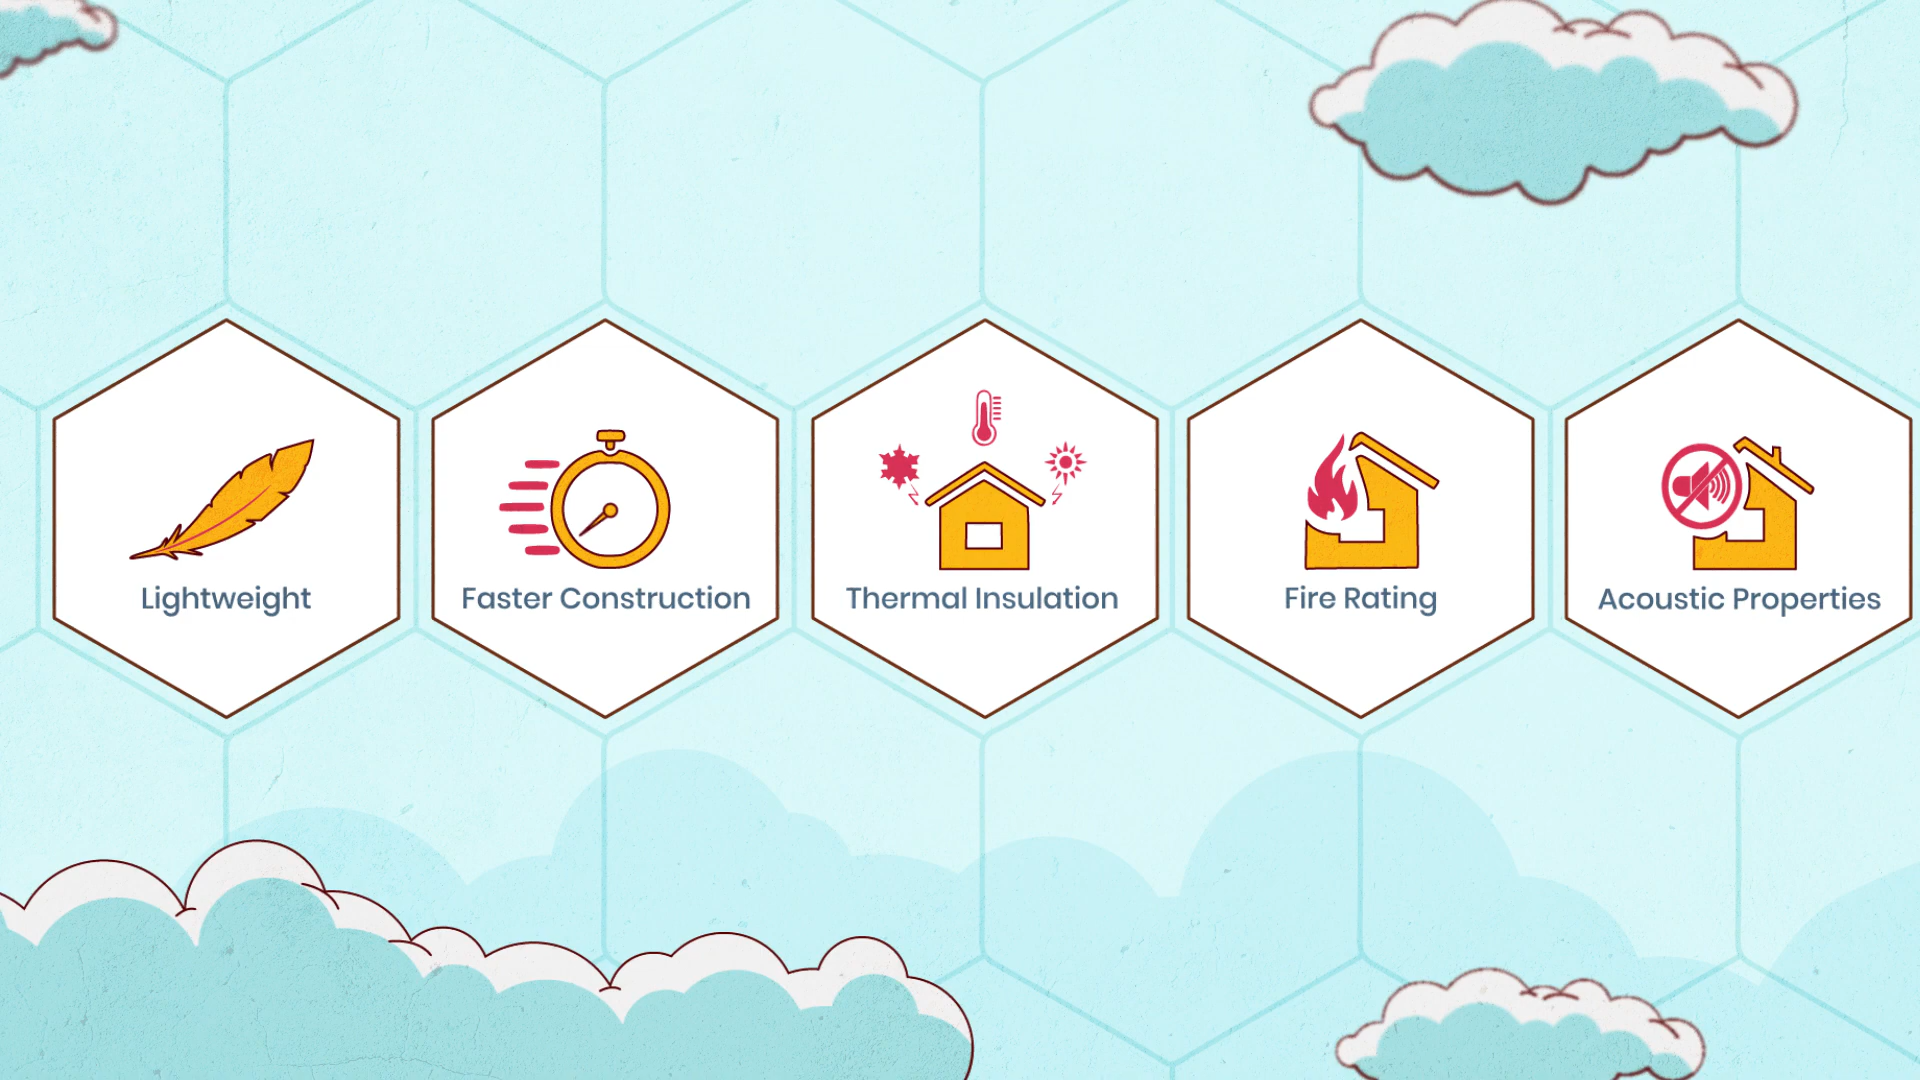 Lightweight
Faster Construction
Thermal Insulation
Fire Rating
Acoustic Properties